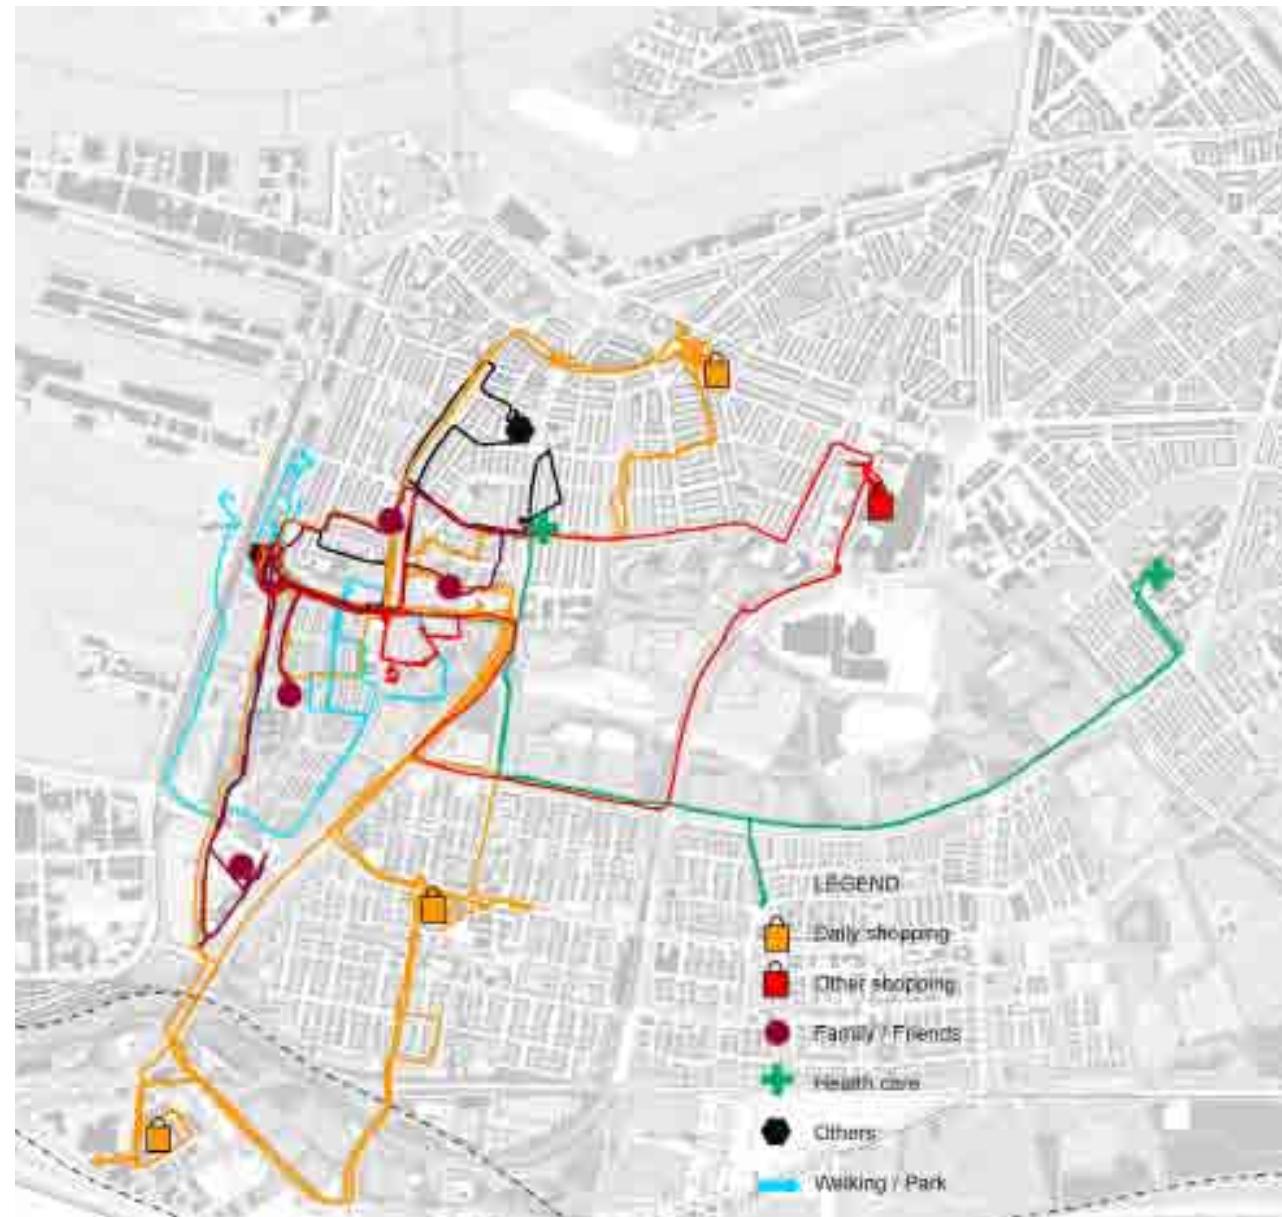 LEGEND
Daily shopping
Other shopping
Family / Friends
Health care
Others
Walking / Park